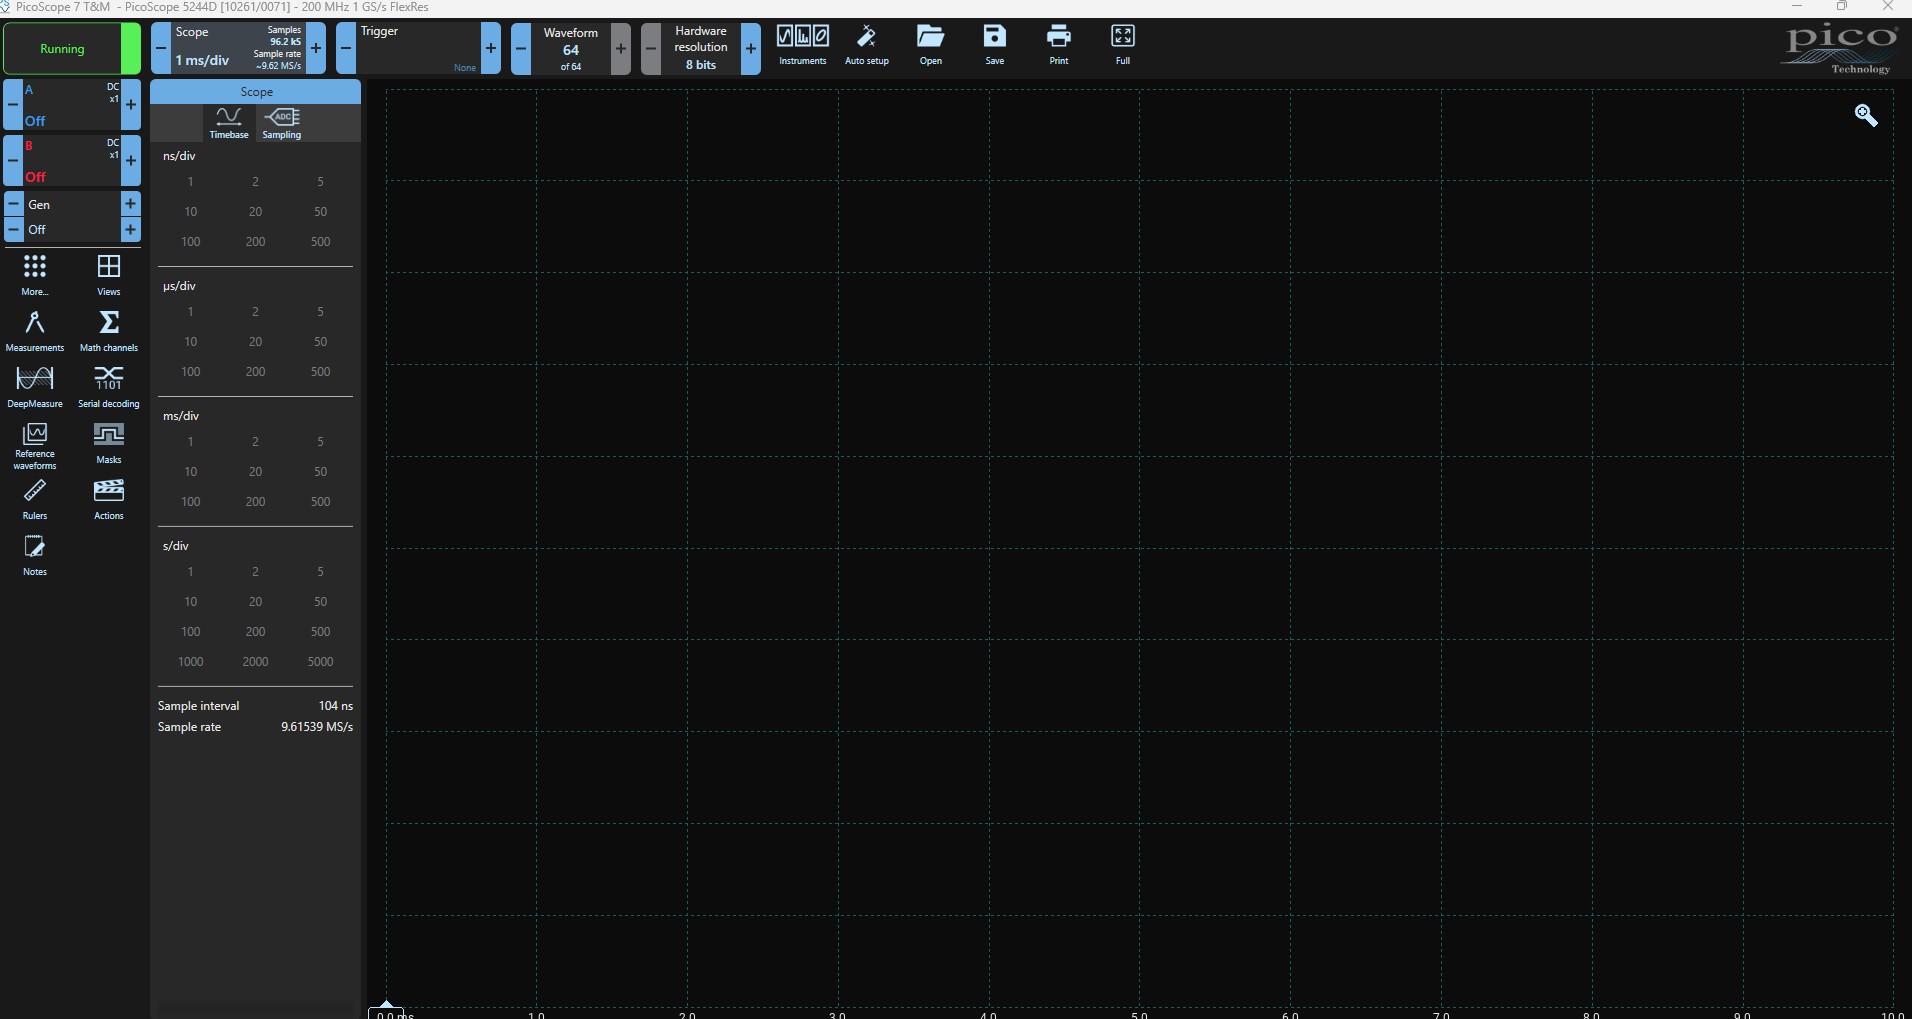 PicoScope 7 T&M - PicoScope 5244D [10261/0071] - 200 MHz 1 GS/s FlexRes
Running
Scope
1 ms/div
Samples
96.2 kS
Sample rate
~9.62 MS/s
Trigger
None
Waveform
64
of 64
Hardware
resolution
8 bits
Instruments
Auto setup
Open
Save
Print
Full
pico
Technology
A
DC
x1
Off
B
DC
x1
Off
Gen
Off
More...
Views
Measurements
Math channels
DeepMeasure
1101
Serial decoding
Reference
waveforms
Masks
Rulers
Actions
Notes
Scope
Timebase
ADC
Sampling
ns/div
1 2 5
10 20 50
100 200 500
µs/div
1 2 5
10 20 50
100 200 500
ms/div
1 2 5
10 20 50
100 200 500
s/div
1 2 5
10 20 50
100 200 500
1000 2000 5000
Sample interval 104 ns
Sample rate 9.61539 MS/s
0.0 ms 1.0 2.0 3.0 4.0 5.0 6.0 7.0 8.0 9.0 10.0